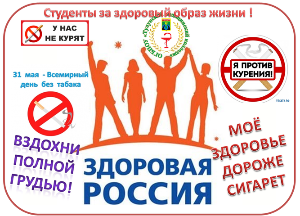 Студенты за здоровый образ жизни !
У НАС
НЕ КУРЯТ
Я ПРОТИВ
КУРЕНИЯ!
31 мая - Всемирный
день без табака
ВЗДОХНИ
ПОЛНОЙ
ГРУДЬЮ!
МОЁ
ЗДОРОВЬЕ
ДОРОЖЕ
СИГАРЕТ
ЗДОРОВАЯ
РОССИЯ